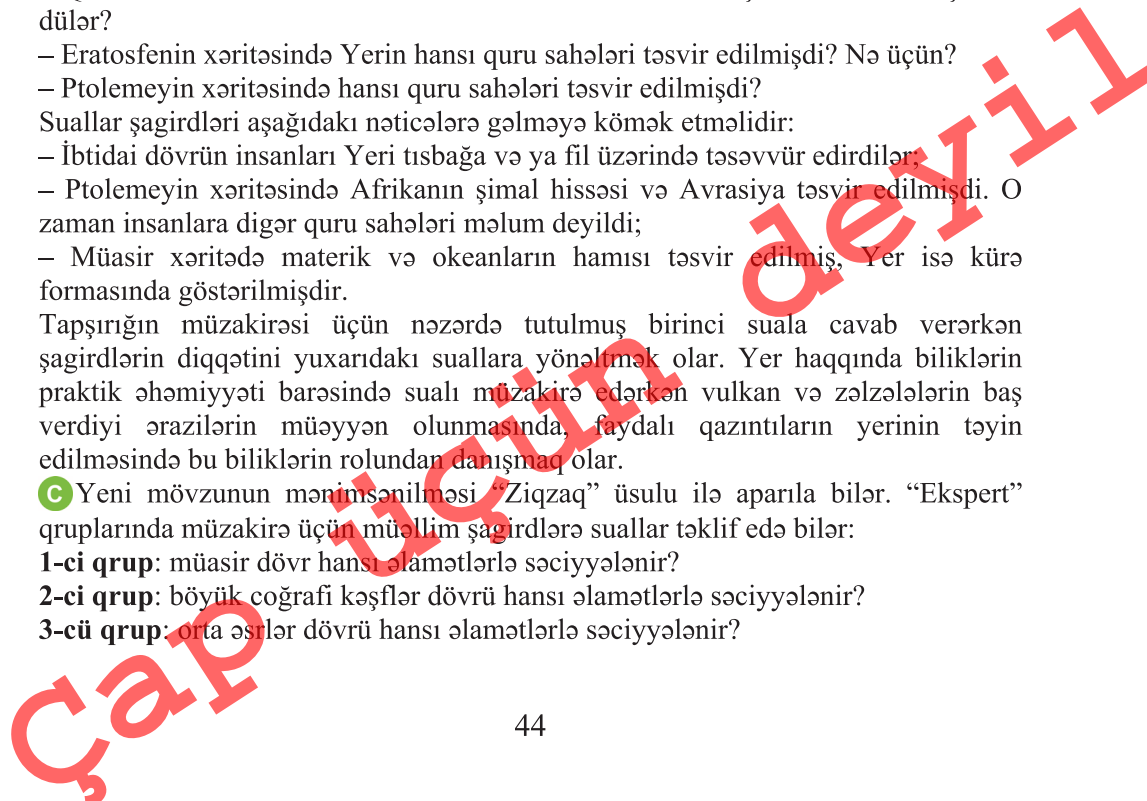 dülər?
– Eratosfenin xəritəsində Yerin hansı quru sahələri təsvir edilmişdi? Nə üçün?
– Ptolemeyin xəritəsində hansı quru sahələri təsvir edilmişdi?
Suallar şagirdləri aşağıdakı nəticələrə gəlməyə kömək etməlidir:
– İbtidai dövrün insanları Yeri tısbağa və ya fil üzərində təsəvvür edirdilər;
– Ptolemeyin xəritəsində Afrikanın şimal hissəsi və Avrasiya təsvir edilmişdi. O
zaman insanlara digər quru sahələri məlum deyildi;
– Müasir xəritədə materik və okeanların hamısı təsvir edilmiş, Yer isə kürə
formasında göstərilmişdir.
Tapşırığın müzakirəsi üçün nəzərdə tutulmuş birinci suala cavab verərkən
şagirdlərin diqqətini yuxarıdakı suallara yönəltmək olar. Yer haqqında biliklərin
praktik əhəmiyyəti barəsində sualı müzakirə edərkən vulkan və zəlzələlərin baş
verdiyi ərazilərin müəyyən olunmasında, faydalı qazıntıların yerinin təyin
edilməsində bu biliklərin rolundan danışmaq olar.
C Yeni mövzunun mənimsənilməsi “Ziqzaq” üsulu ilə aparıla bilər. “Ekspert”
qruplarında müzakirə üçün müəllim şagirdlərə suallar təklif edə bilər:
1-ci qrup: müasir dövr hansı əlamətlərlə səciyyələnir?
2-ci qrup: böyük coğrafi kəşflər dövrü hansı əlamətlərlə səciyyələnir?
3-cü qrup: orta əsrlər dövrü hansı əlamətlərlə səciyyələnir?
44
Çap üçün deyil